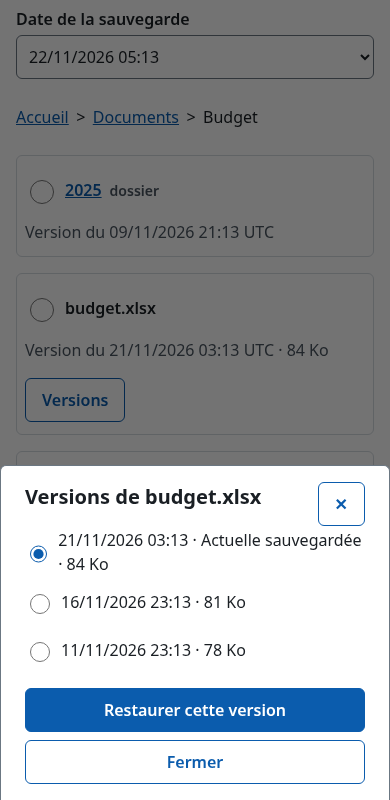 Date de la sauvegarde
22/11/2026 05:13
Accueil > Documents > Budget
2025 dossier
Version du 09/11/2026 21:13 UTC
budget.xlsx
Version du 21/11/2026 03:13 UTC · 84 Ko
Versions
Versions de budget.xlsx
×
21/11/2026 03:13 · Actuelle sauvegardée
· 84 Ko
16/11/2026 23:13 · 81 Ko
11/11/2026 23:13 · 78 Ko
Restaurer cette version
Fermer